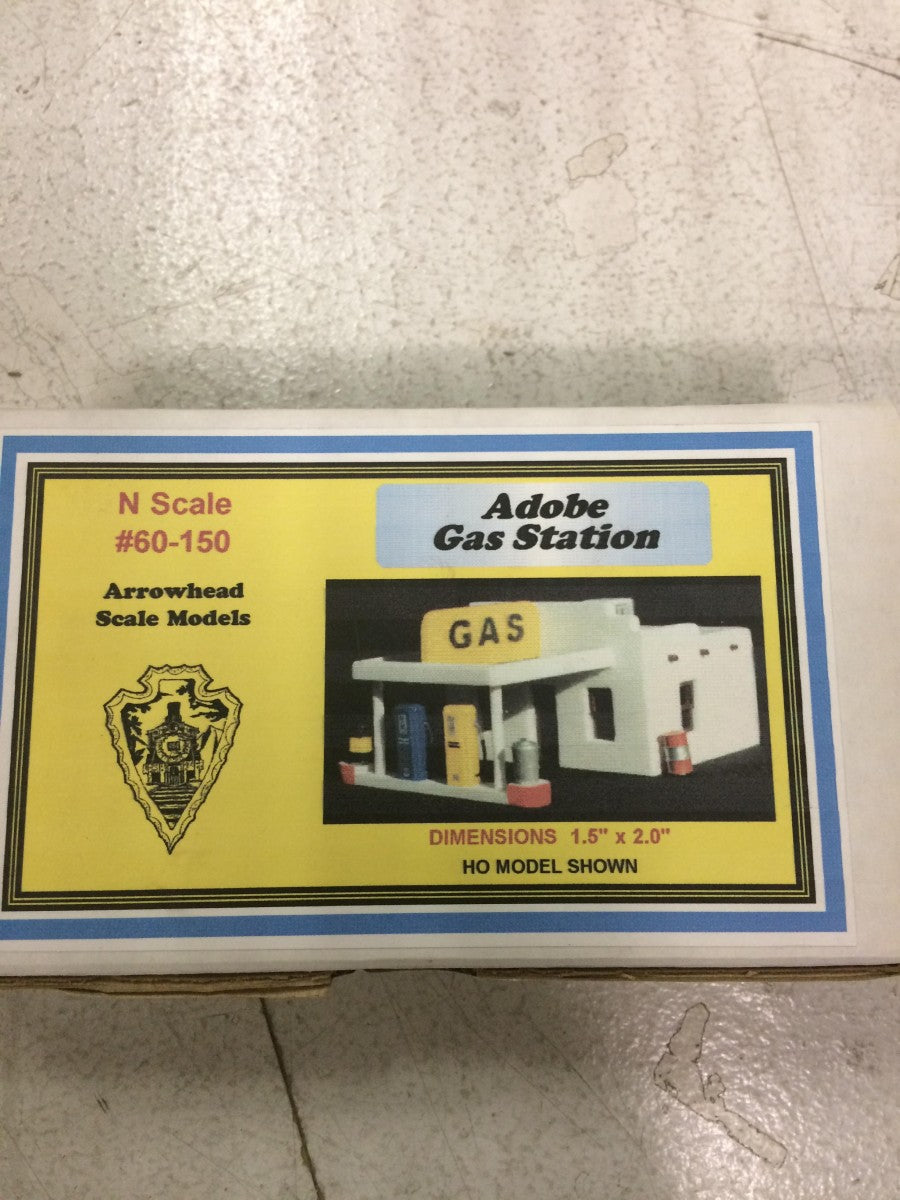 N Scale
#60-150
Arrowhead
Scale Models
Adobe
Gas Station
GAS
DIMENSIONS 1.5" x 2.0"
HO MODEL SHOWN